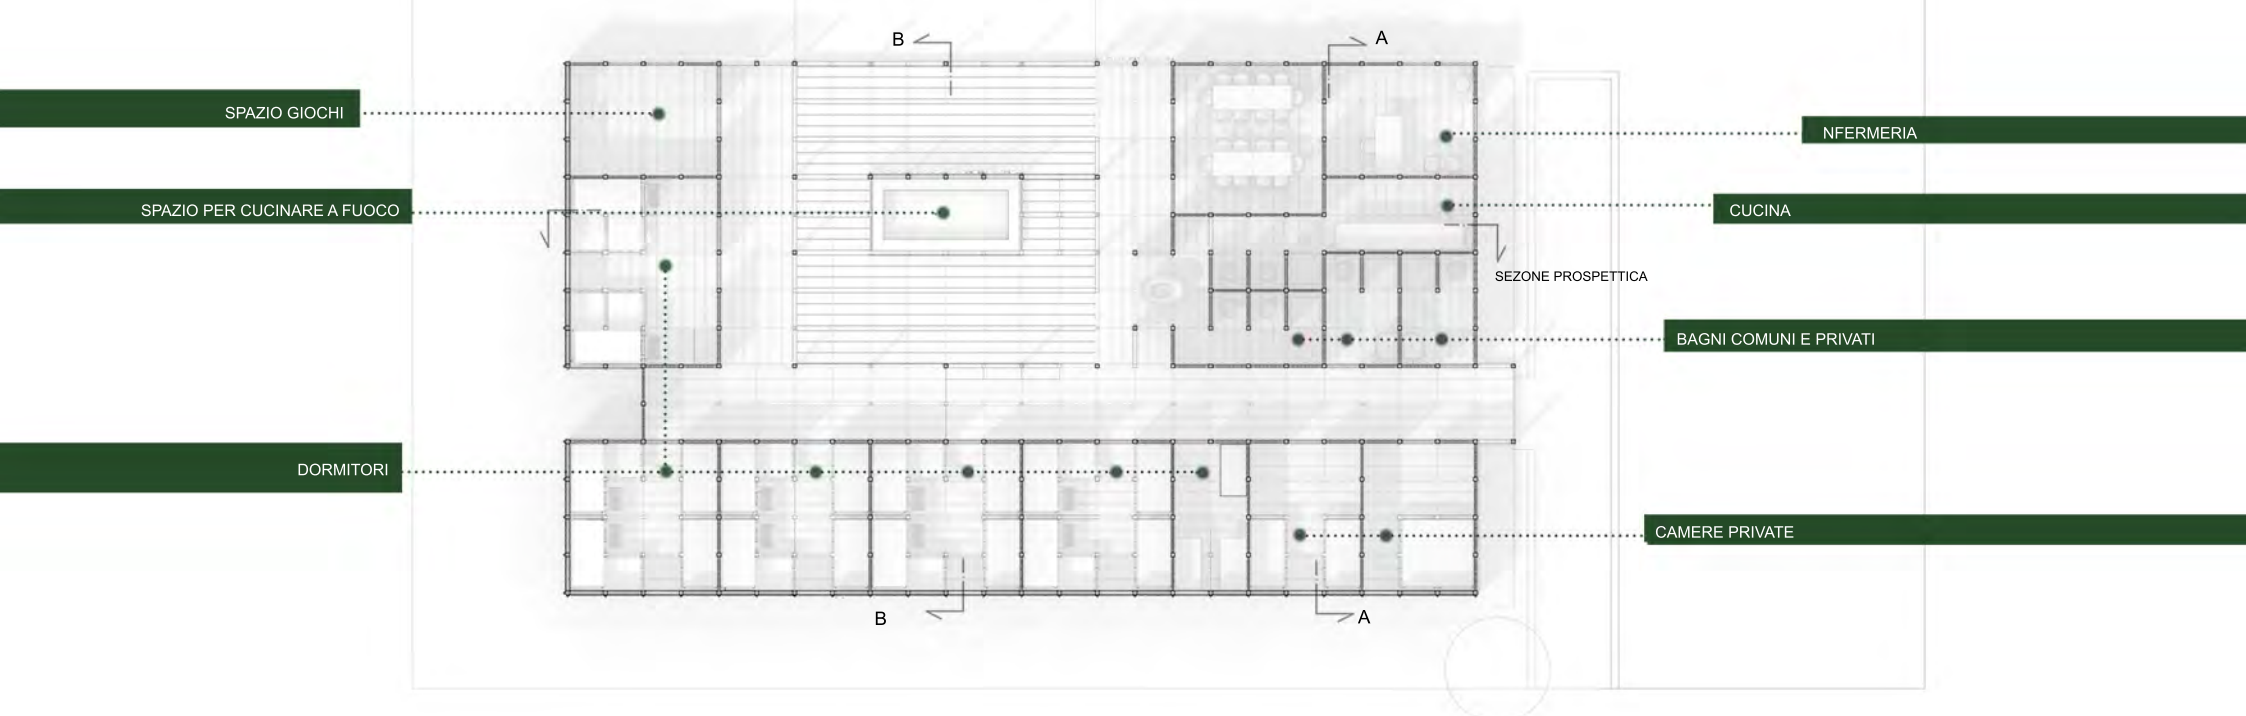 B
A
SPAZIO GIOCHI
NFERMERIA
SPAZIO PER CUCINARE A FUOCO
CUCINA
SEZONE PROSPETTICA
BAGNI COMUNI E PRIVATI
DORMITORI
CAMERE PRIVATE
B
A